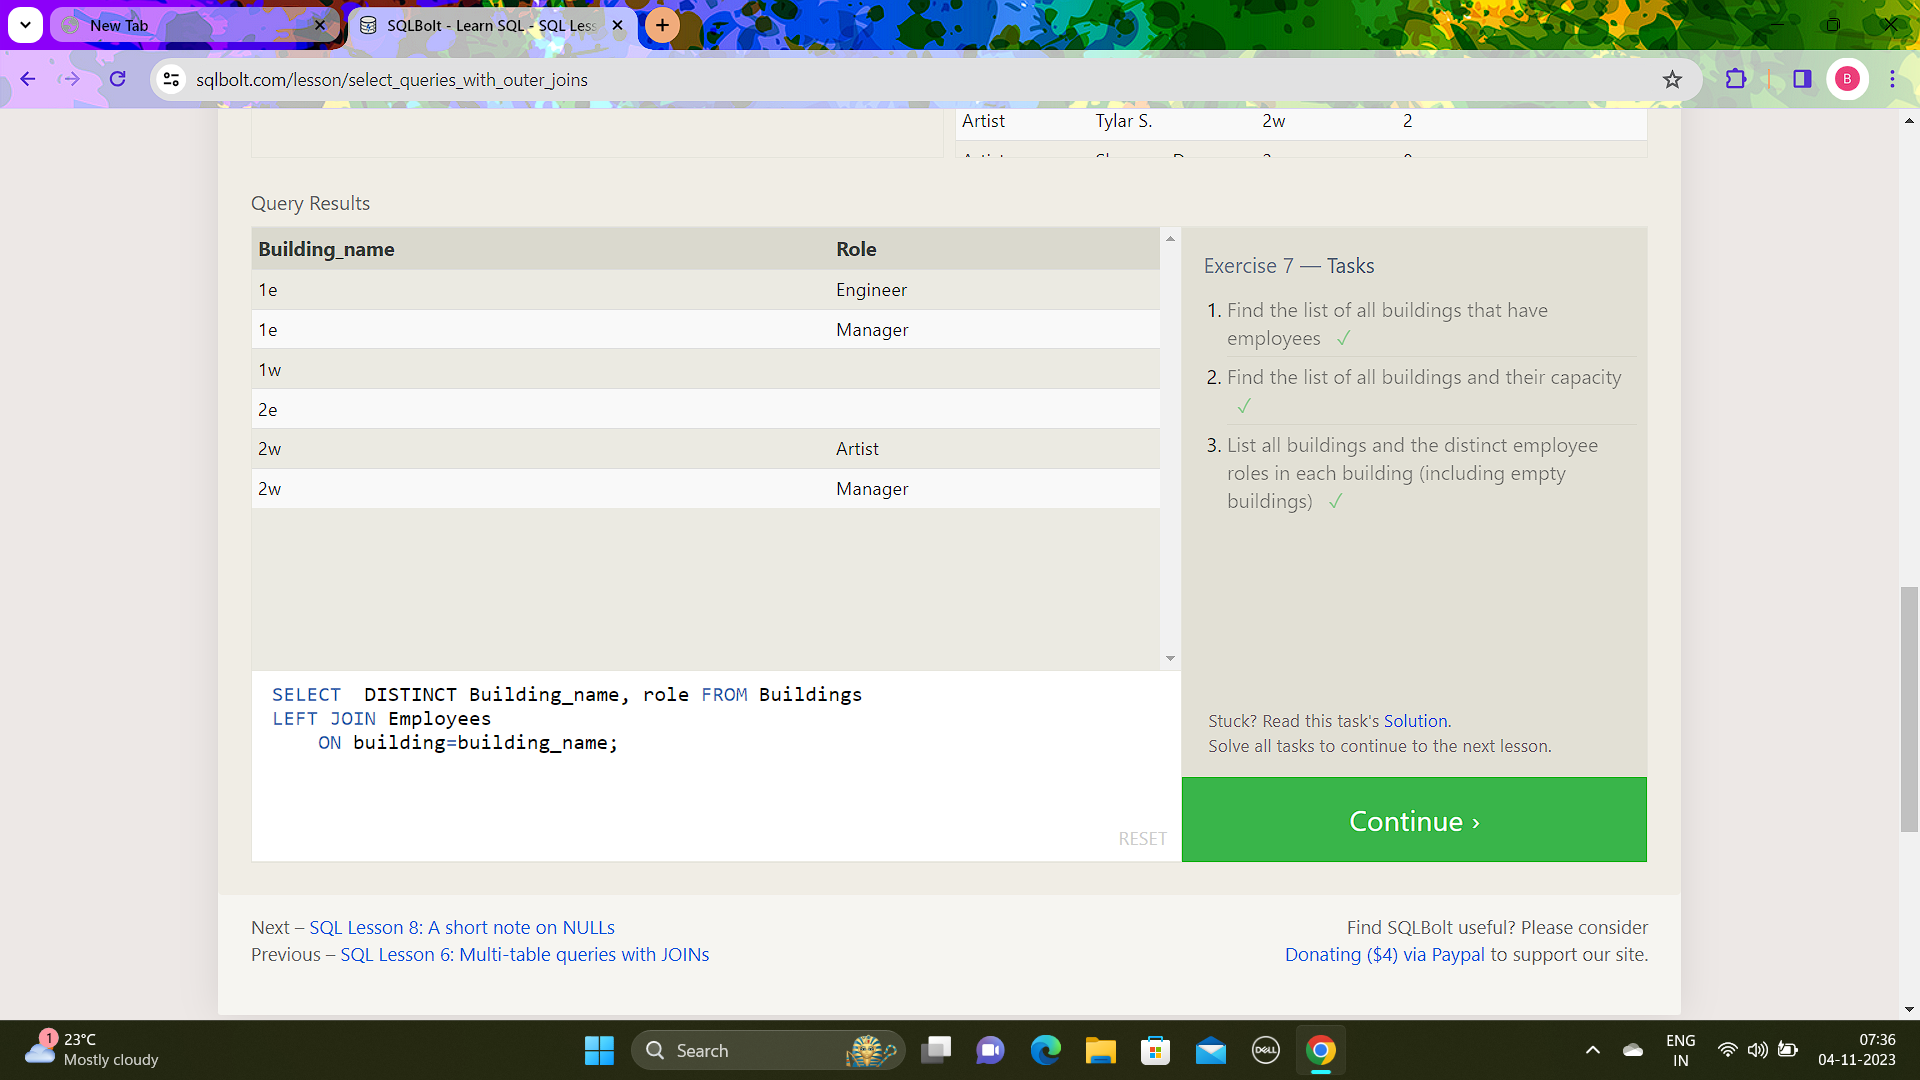 New Tab
SQLBolt - Learn SQL - SQL Less
sqlbolt.com/lesson/select_queries_with_outer_joins
B
Artist Tylar S. 2w 2
Query Results
Building_name Role
1e Engineer
1e Manager
1w
2e
2w Artist
2w Manager
Exercise 7 — Tasks
1. Find the list of all buildings that have
employees ✓
2. Find the list of all buildings and their capacity
✓
3. List all buildings and the distinct employee
roles in each building (including empty
buildings) ✓
SELECT  DISTINCT Building_name, role FROM Buildings
LEFT JOIN Employees
    ON building=building_name;
RESET
Stuck? Read this task's Solution.
Solve all tasks to continue to the next lesson.
Continue ›
Next – SQL Lesson 8: A short note on NULLs
Previous – SQL Lesson 6: Multi-table queries with JOINs
Find SQLBolt useful? Please consider
Donating ($4) via Paypal to support our site.
1
23°C
Mostly cloudy
Search
DELL
ENG
IN
07:36
04-11-2023